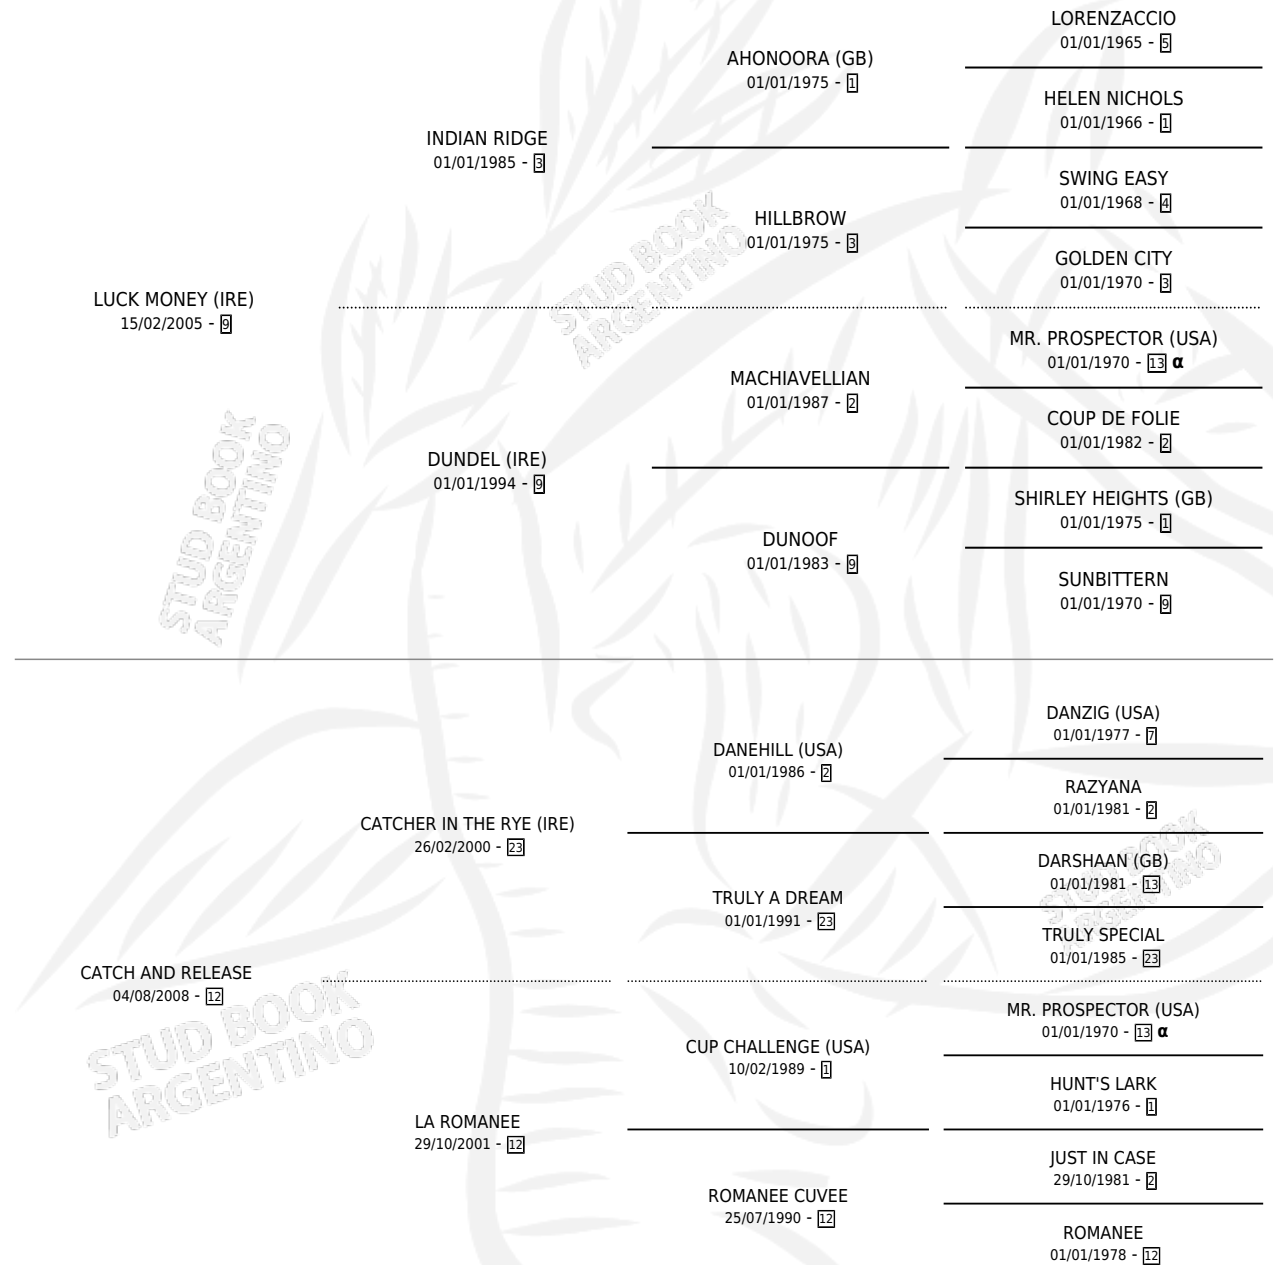 LORENZACCIO
01/01/1965 - 5
AHONOORA (GB)
01/01/1975 - 1
HELEN NICHOLS
01/01/1966 - 1
INDIAN RIDGE
01/01/1985 - 3
SWING EASY
01/01/1968 - 4
HILLBROW
01/01/1975 - 3
GOLDEN CITY
01/01/1970 - 3
STUD BOOK
ARGENTINO
LUCK MONEY (IRE)
15/02/2005 - 9
MR. PROSPECTOR (USA)
01/01/1970 - 13 α
MACHIAVELLIAN
01/01/1987 - 2
COUP DE FOLIE
01/01/1982 - 2
DUNDEL (IRE)
01/01/1994 - 9
SHIRLEY HEIGHTS (GB)
01/01/1975 - 1
DUNOOF
01/01/1983 - 9
SUNBITTERN
01/01/1970 - 9
STUD BOOK
ARGENTINO
DANZIG (USA)
01/01/1977 - 7
DANEHILL (USA)
01/01/1986 - 2
RAZYANA
01/01/1981 - 2
CATCHER IN THE RYE (IRE)
26/02/2000 - 23
DARSHAAN (GB)
01/01/1981 - 13
TRULY A DREAM
01/01/1991 - 23
TRULY SPECIAL
01/01/1985 - 23
STUD BOOK
ARGENTINO
CATCH AND RELEASE
04/08/2008 - 12
MR. PROSPECTOR (USA)
01/01/1970 - 13 α
CUP CHALLENGE (USA)
10/02/1989 - 1
HUNT'S LARK
01/01/1976 - 1
STUD BOOK
ARGENTINO
LA ROMANEE
29/10/2001 - 12
JUST IN CASE
29/10/1981 - 2
ROMANEE CUVEE
25/07/1990 - 12
ROMANEE
01/01/1978 - 12